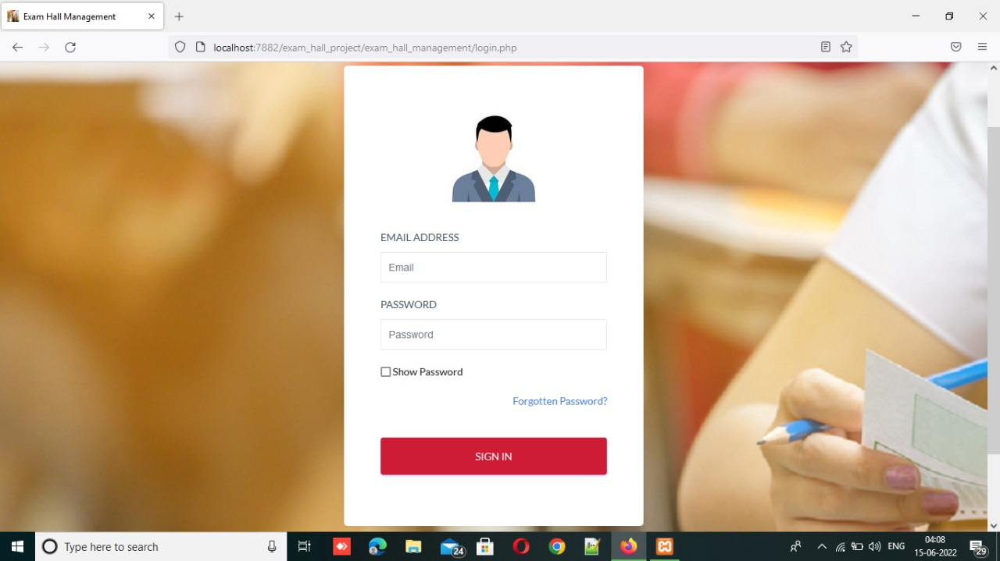 Exam Hall Management
localhost:7882/exam_hall_project/exam_hall_management/login.php
EMAIL ADDRESS
Email
PASSWORD
Password
Show Password
Forgotten Password?
SIGN IN
Type here to search
24
ENG
04:08
15-06-2022
29